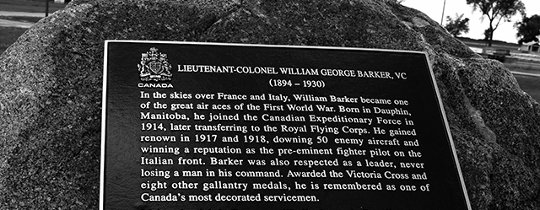 CANADA
LIEUTENANT-COLONEL WILLIAM GEORGE BARKER, VC
(1894 – 1930)
In the skies over France and Italy, William Barker became one
of the great air aces of the First World War. Born in Dauphin,
Manitoba, he joined the Canadian Expeditionary Force in
1914, later transferring to the Royal Flying Corps. He gained
renown in 1917 and 1918, downing 50 enemy aircraft and
winning a reputation as the pre-eminent fighter pilot on the
Italian front. Barker was also respected as a leader, never
losing a man in his command. Awarded the Victoria Cross and
eight other gallantry medals, he is remembered as one of
Canada's most decorated servicemen.